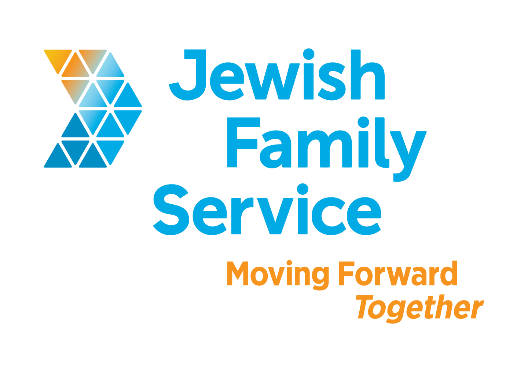 Jewish
Family
Service
Moving Forward
Together